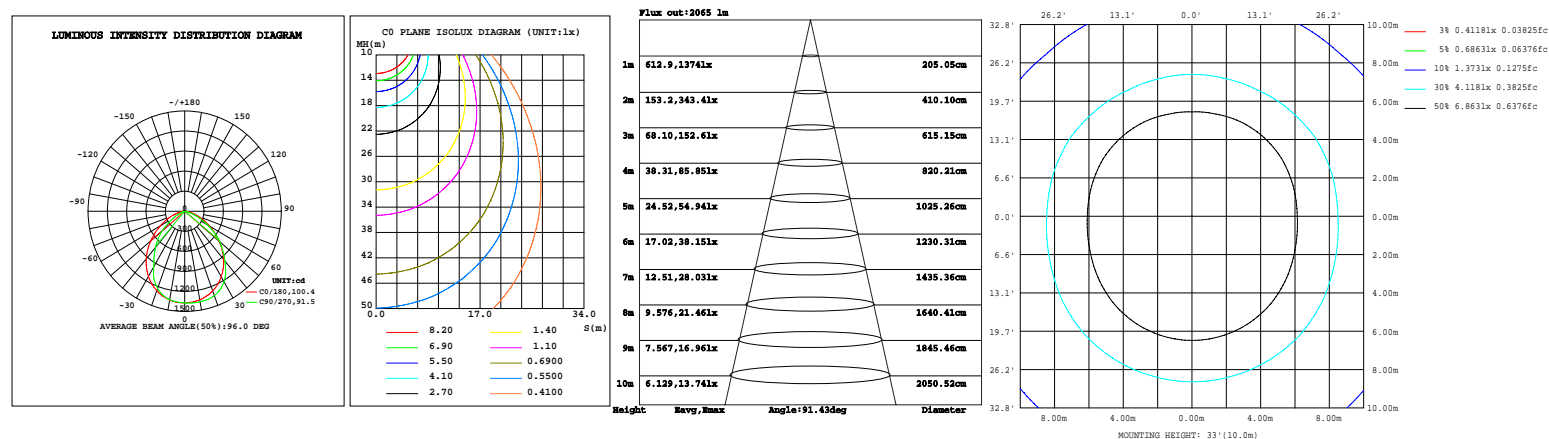 LUMINOUS INTENSITY DISTRIBUTION DIAGRAM
-/+180
-150 150
-120 120
-90 90
-60 60
-30 30
0
0
300
600
900
1200
1500
UNIT:cd
C0/180,100.4
C90/270,91.5
AVERAGE BEAM ANGLE(50%):96.0 DEG
C0 PLANE ISOLUX DIAGRAM (UNIT:lx)
MH(m)
10
14
18
22
26
30
34
38
42
46
50
0.0 17.0 34.0
S(m)
8.20 1.40
6.90 1.10
5.50 0.6900
4.10 0.5500
2.70 0.4100
Flux out:2065 lm
1m 612.9,1374lx 205.05cm
2m 153.2,343.4lx 410.10cm
3m 68.10,152.6lx 615.15cm
4m 38.31,85.85lx 820.21cm
5m 24.52,54.94lx 1025.26cm
6m 17.02,38.15lx 1230.31cm
7m 12.51,28.03lx 1435.36cm
8m 9.576,21.46lx 1640.41cm
9m 7.567,16.96lx 1845.46cm
10m 6.129,13.74lx 2050.52cm
Height Eavg,Emax Angle:91.43deg Diameter
26.2' 13.1' 0.0' 13.1' 26.2'
32.8' 10.00m
26.2' 8.00m
19.7' 6.00m
13.1' 4.00m
6.6' 2.00m
0.0' 0.00m
6.6' 2.00m
13.1' 4.00m
19.7' 6.00m
26.2' 8.00m
32.8' 10.00m
8.00m 4.00m 0.00m 4.00m 8.00m
MOUNTING HEIGHT: 33'(10.0m)
3% 0.4118lx 0.03825fc
5% 0.6863lx 0.06376fc
10% 1.373lx 0.1275fc
30% 4.118lx 0.3825fc
50% 6.863lx 0.6376fc